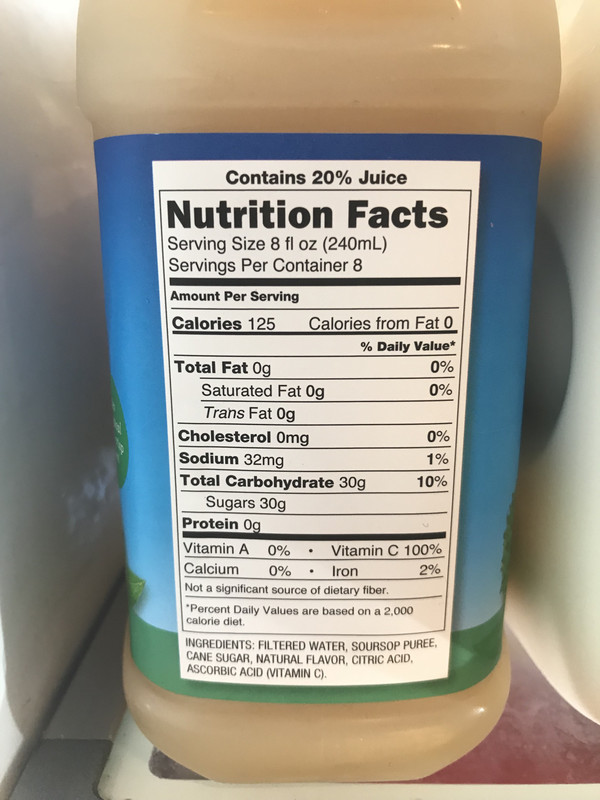 Contains 20% Juice
Nutrition Facts
Serving Size 8 fl oz (240mL)
Servings Per Container 8
Amount Per Serving
Calories 125 Calories from Fat 0
% Daily Value*
Total Fat 0g 0%
Saturated Fat 0g 0%
Trans Fat 0g
Cholesterol 0mg 0%
Sodium 32mg 1%
Total Carbohydrate 30g 10%
Sugars 30g
Protein 0g
Vitamin A 0% • Vitamin C 100%
Calcium 0% • Iron 2%
Not a significant source of dietary fiber.
*Percent Daily Values are based on a 2,000
calorie diet.
INGREDIENTS: FILTERED WATER, SOURSOP PUREE,
CANE SUGAR, NATURAL FLAVOR, CITRIC ACID,
ASCORBIC ACID (VITAMIN C).